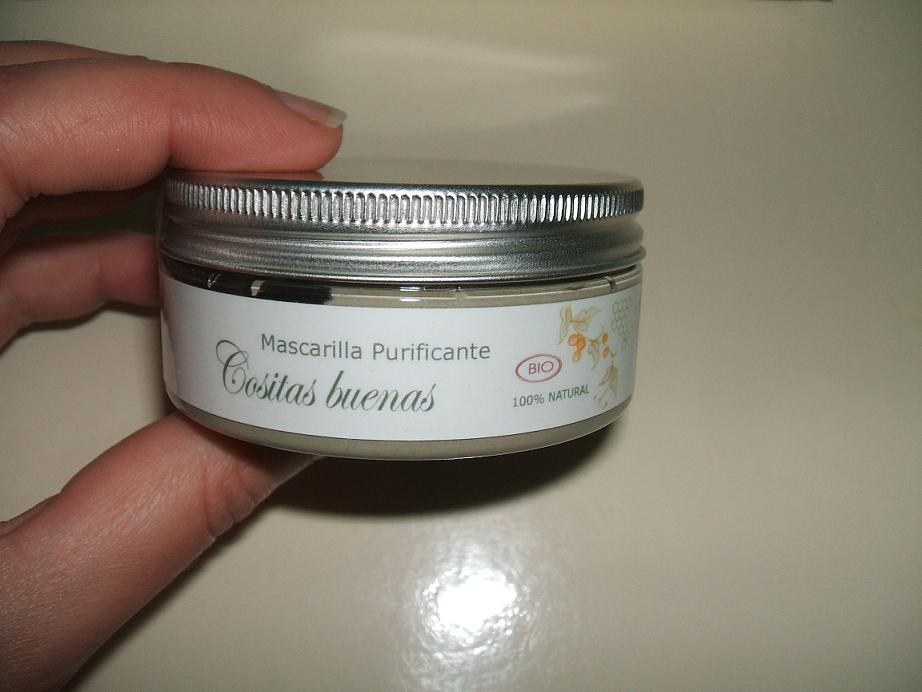 Mascarilla Purificante
Cositas buenas
BIO
100% NATURAL